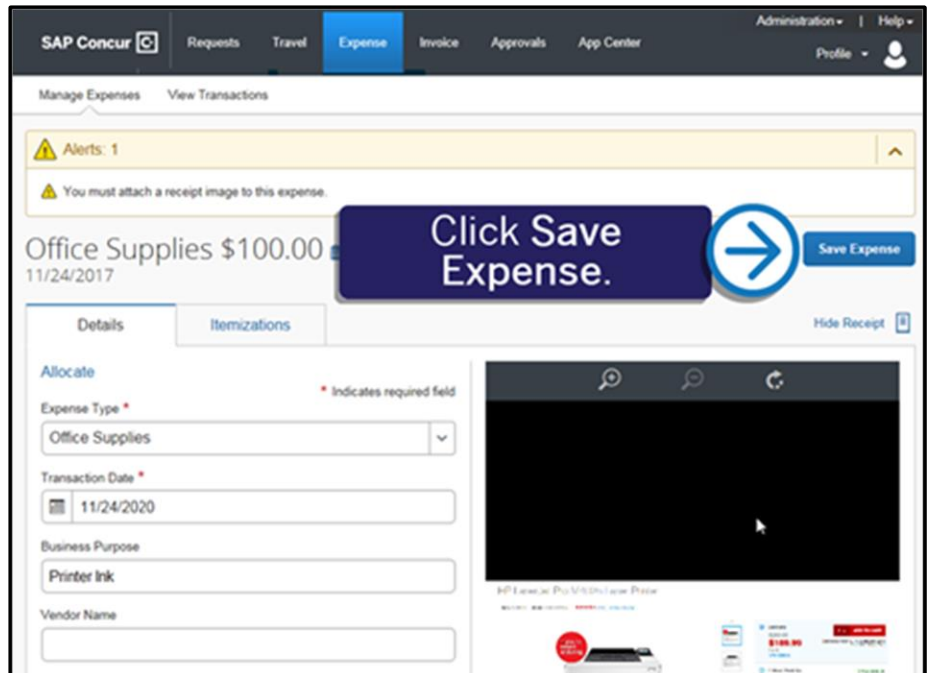 Administration | Help
SAP Concur C Requests Travel Expense Invoice Approvals App Center
Profile
Manage Expenses View Transactions
Alerts: 1
You must attach a receipt image to this expense.
Click Save
Expense.
Office Supplies $100.00
Save Expense
11/24/2017
Details Itemizations
Hide Receipt
Allocate
* Indicates required field
Expense Type *
Office Supplies
Transaction Date *
11/24/2020
Business Purpose
Printer Ink
Vendor Name